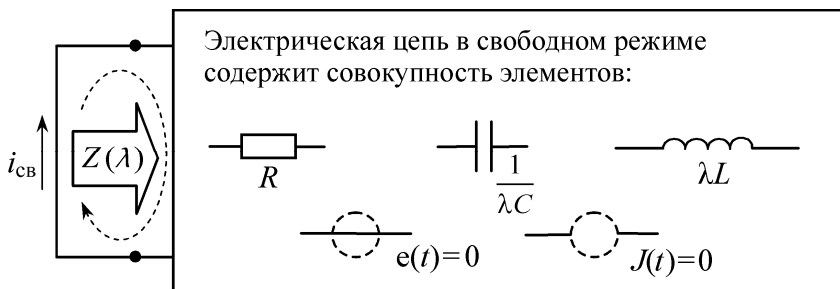 Электрическая цепь в свободном режиме
содержит совокупность элементов:
i_св
Z(λ)
R
1/λC
λL
e(t)=0
J(t)=0